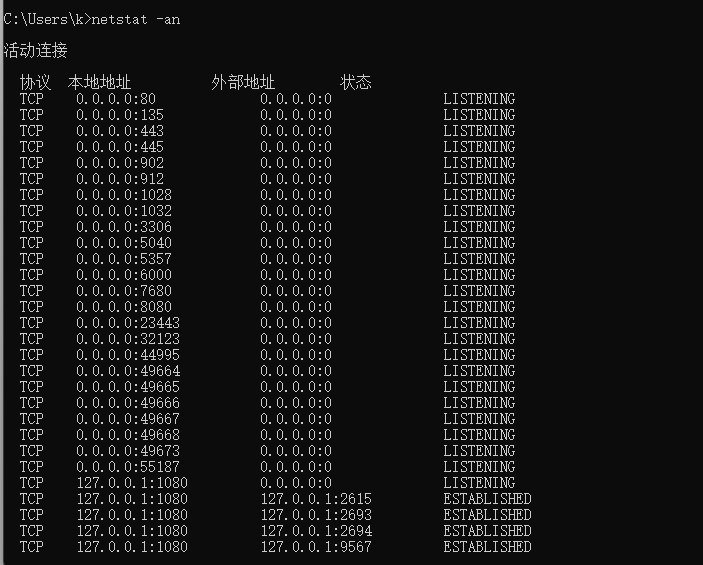 C:\Users\k>netstat -an
活动连接
协议 本地地址 外部地址 状态
TCP 0.0.0.0:80 0.0.0.0:0 LISTENING
TCP 0.0.0.0:135 0.0.0.0:0 LISTENING
TCP 0.0.0.0:443 0.0.0.0:0 LISTENING
TCP 0.0.0.0:445 0.0.0.0:0 LISTENING
TCP 0.0.0.0:902 0.0.0.0:0 LISTENING
TCP 0.0.0.0:912 0.0.0.0:0 LISTENING
TCP 0.0.0.0:1028 0.0.0.0:0 LISTENING
TCP 0.0.0.0:1032 0.0.0.0:0 LISTENING
TCP 0.0.0.0:3306 0.0.0.0:0 LISTENING
TCP 0.0.0.0:5040 0.0.0.0:0 LISTENING
TCP 0.0.0.0:5357 0.0.0.0:0 LISTENING
TCP 0.0.0.0:6000 0.0.0.0:0 LISTENING
TCP 0.0.0.0:7680 0.0.0.0:0 LISTENING
TCP 0.0.0.0:8080 0.0.0.0:0 LISTENING
TCP 0.0.0.0:23443 0.0.0.0:0 LISTENING
TCP 0.0.0.0:32123 0.0.0.0:0 LISTENING
TCP 0.0.0.0:44995 0.0.0.0:0 LISTENING
TCP 0.0.0.0:49664 0.0.0.0:0 LISTENING
TCP 0.0.0.0:49665 0.0.0.0:0 LISTENING
TCP 0.0.0.0:49666 0.0.0.0:0 LISTENING
TCP 0.0.0.0:49667 0.0.0.0:0 LISTENING
TCP 0.0.0.0:49668 0.0.0.0:0 LISTENING
TCP 0.0.0.0:49673 0.0.0.0:0 LISTENING
TCP 0.0.0.0:55187 0.0.0.0:0 LISTENING
TCP 127.0.0.1:1080 0.0.0.0:0 LISTENING
TCP 127.0.0.1:1080 127.0.0.1:2615 ESTABLISHED
TCP 127.0.0.1:1080 127.0.0.1:2693 ESTABLISHED
TCP 127.0.0.1:1080 127.0.0.1:2694 ESTABLISHED
TCP 127.0.0.1:1080 127.0.0.1:9567 ESTABLISHED